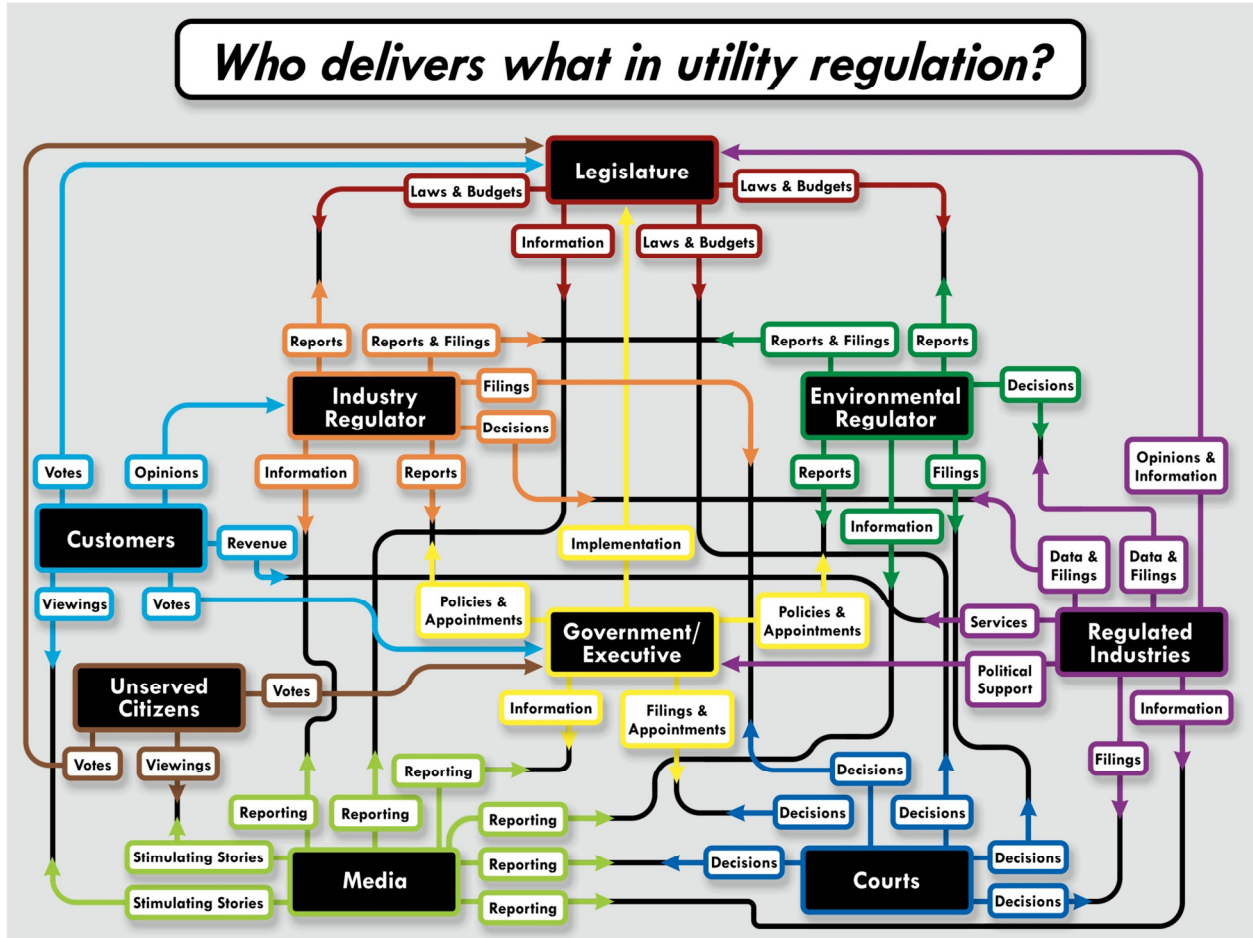 Who delivers what in utility regulation?
Legislature
Laws & Budgets
Laws & Budgets
Information
Laws & Budgets
Reports
Reports & Filings
Reports & Filings
Reports
Industry
Regulator
Filings
Decisions
Environmental
Regulator
Decisions
Votes
Opinions
Information
Reports
Reports
Filings
Opinions &
Information
Customers
Revenue
Implementation
Information
Data &
Filings
Data &
Filings
Viewings
Votes
Policies &
Appointments
Government/
Executive
Policies &
Appointments
Services
Regulated
Industries
Political
Support
Unserved
Citizens
Votes
Information
Filings &
Appointments
Information
Votes
Viewings
Reporting
Decisions
Filings
Reporting
Reporting
Reporting
Decisions
Decisions
Stimulating Stories
Media
Reporting
Decisions
Courts
Decisions
Stimulating Stories
Reporting
Decisions